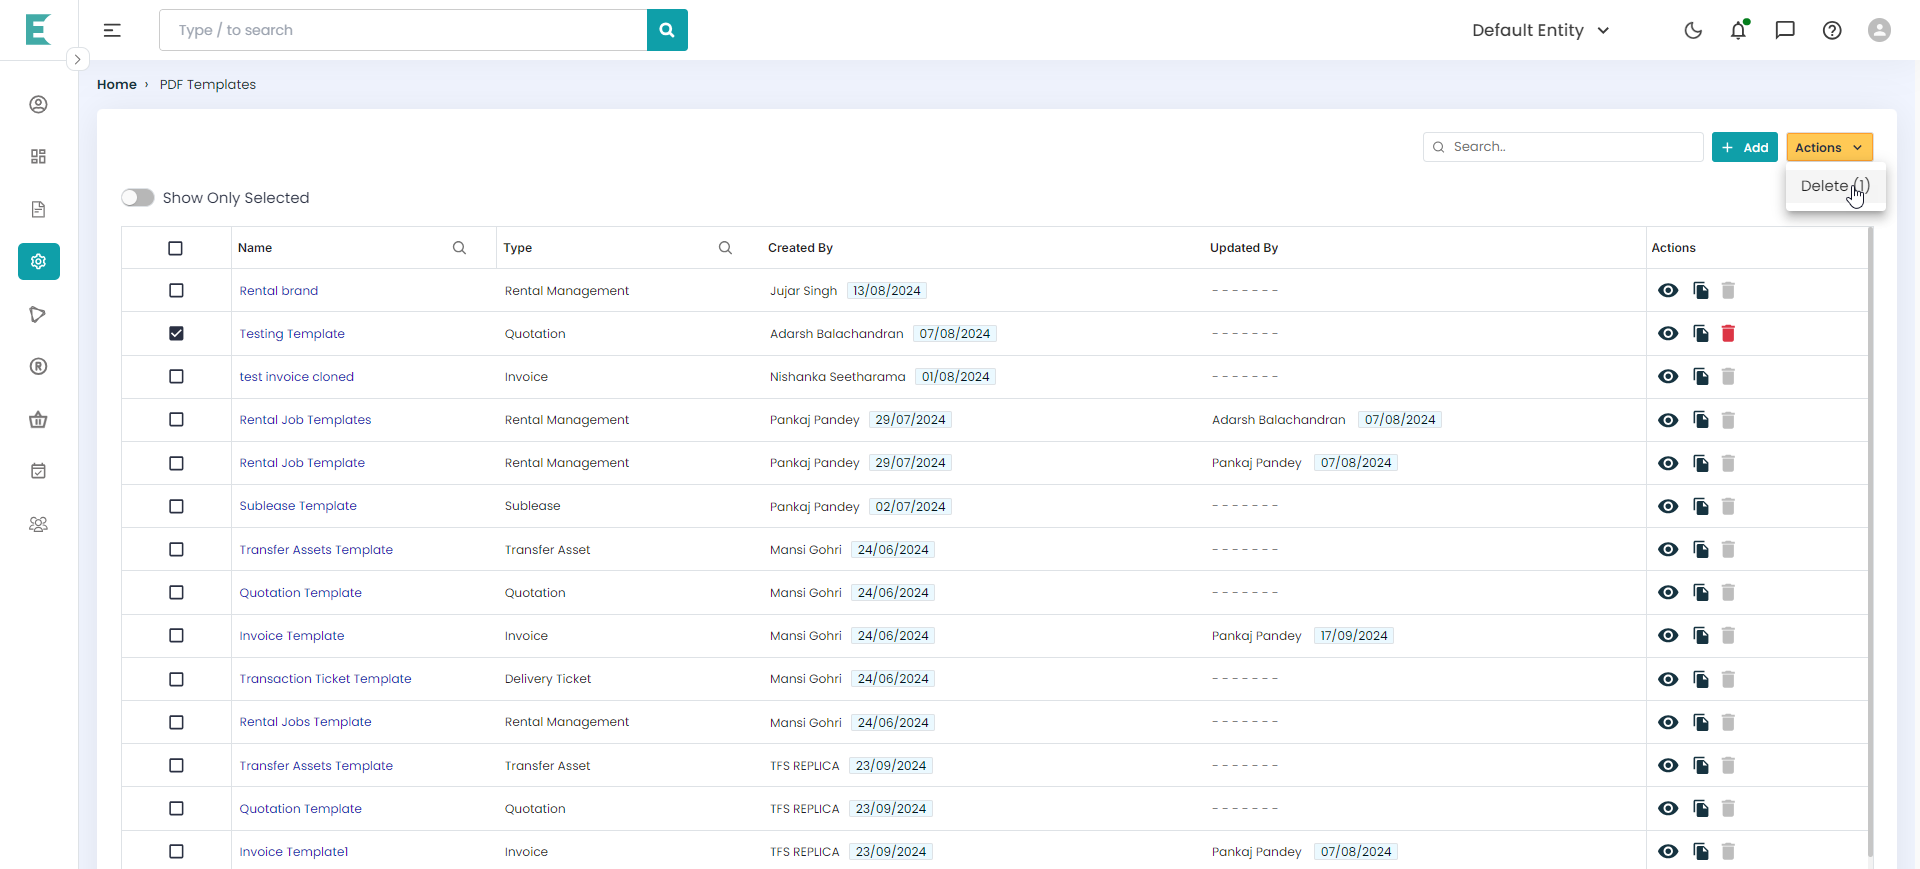 Type / to search
Default Entity
Home › PDF Templates
Search..
+ Add
Actions
Delete (1)
Show Only Selected
Name Type Created By Updated By Actions
Rental brand Rental Management Jujar Singh 13/08/2024 -------
Testing Template Quotation Adarsh Balachandran 07/08/2024 -------
test invoice cloned Invoice Nishanka Seetharama 01/08/2024 -------
Rental Job Templates Rental Management Pankaj Pandey 29/07/2024 Adarsh Balachandran 07/08/2024
Rental Job Template Rental Management Pankaj Pandey 29/07/2024 Pankaj Pandey 07/08/2024
Sublease Template Sublease Pankaj Pandey 02/07/2024 -------
Transfer Assets Template Transfer Asset Mansi Gohri 24/06/2024 -------
Quotation Template Quotation Mansi Gohri 24/06/2024 -------
Invoice Template Invoice Mansi Gohri 24/06/2024 Pankaj Pandey 17/09/2024
Transaction Ticket Template Delivery Ticket Mansi Gohri 24/06/2024 -------
Rental Jobs Template Rental Management Mansi Gohri 24/06/2024 -------
Transfer Assets Template Transfer Asset TFS REPLICA 23/09/2024 -------
Quotation Template Quotation TFS REPLICA 23/09/2024 -------
Invoice Template1 Invoice TFS REPLICA 23/09/2024 Pankaj Pandey 07/08/2024